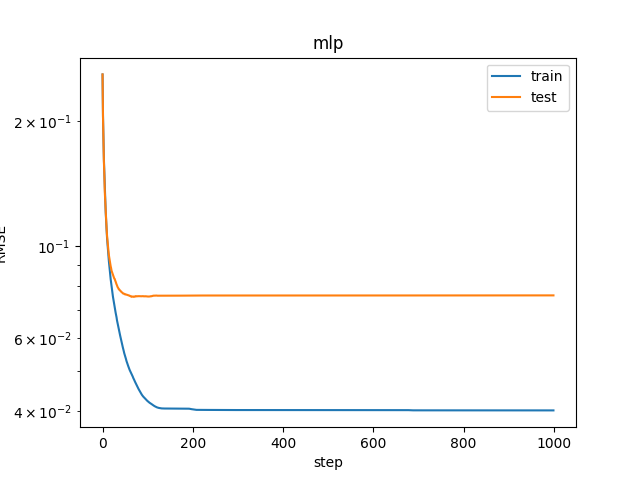 mlp
train
test
2 × 10⁻¹
10⁻¹
6 × 10⁻²
4 × 10⁻²
RMSE
0 200 400 600 800 1000
step